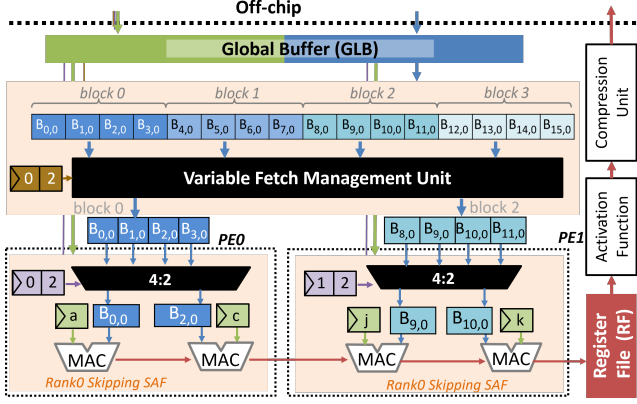 Off-chip
Global Buffer (GLB)
block 0 block 1 block 2 block 3
B0,0 B1,0 B2,0 B3,0 B4,0 B5,0 B6,0 B7,0 B8,0 B9,0 B10,0 B11,0 B12,0 B13,0 B14,0 B15,0
0 2
Variable Fetch Management Unit
block 0
block 2
B0,0 B1,0 B2,0 B3,0
PE0
B8,0 B9,0 B10,0 B11,0
PE1
0 2
4:2
1 2
4:2
a
B0,0
B2,0
c
j
B9,0
B10,0
k
MAC
MAC
MAC
MAC
Rank0 Skipping SAF
Rank0 Skipping SAF
Compression
Unit
Activation
Function
Register
File (RF)